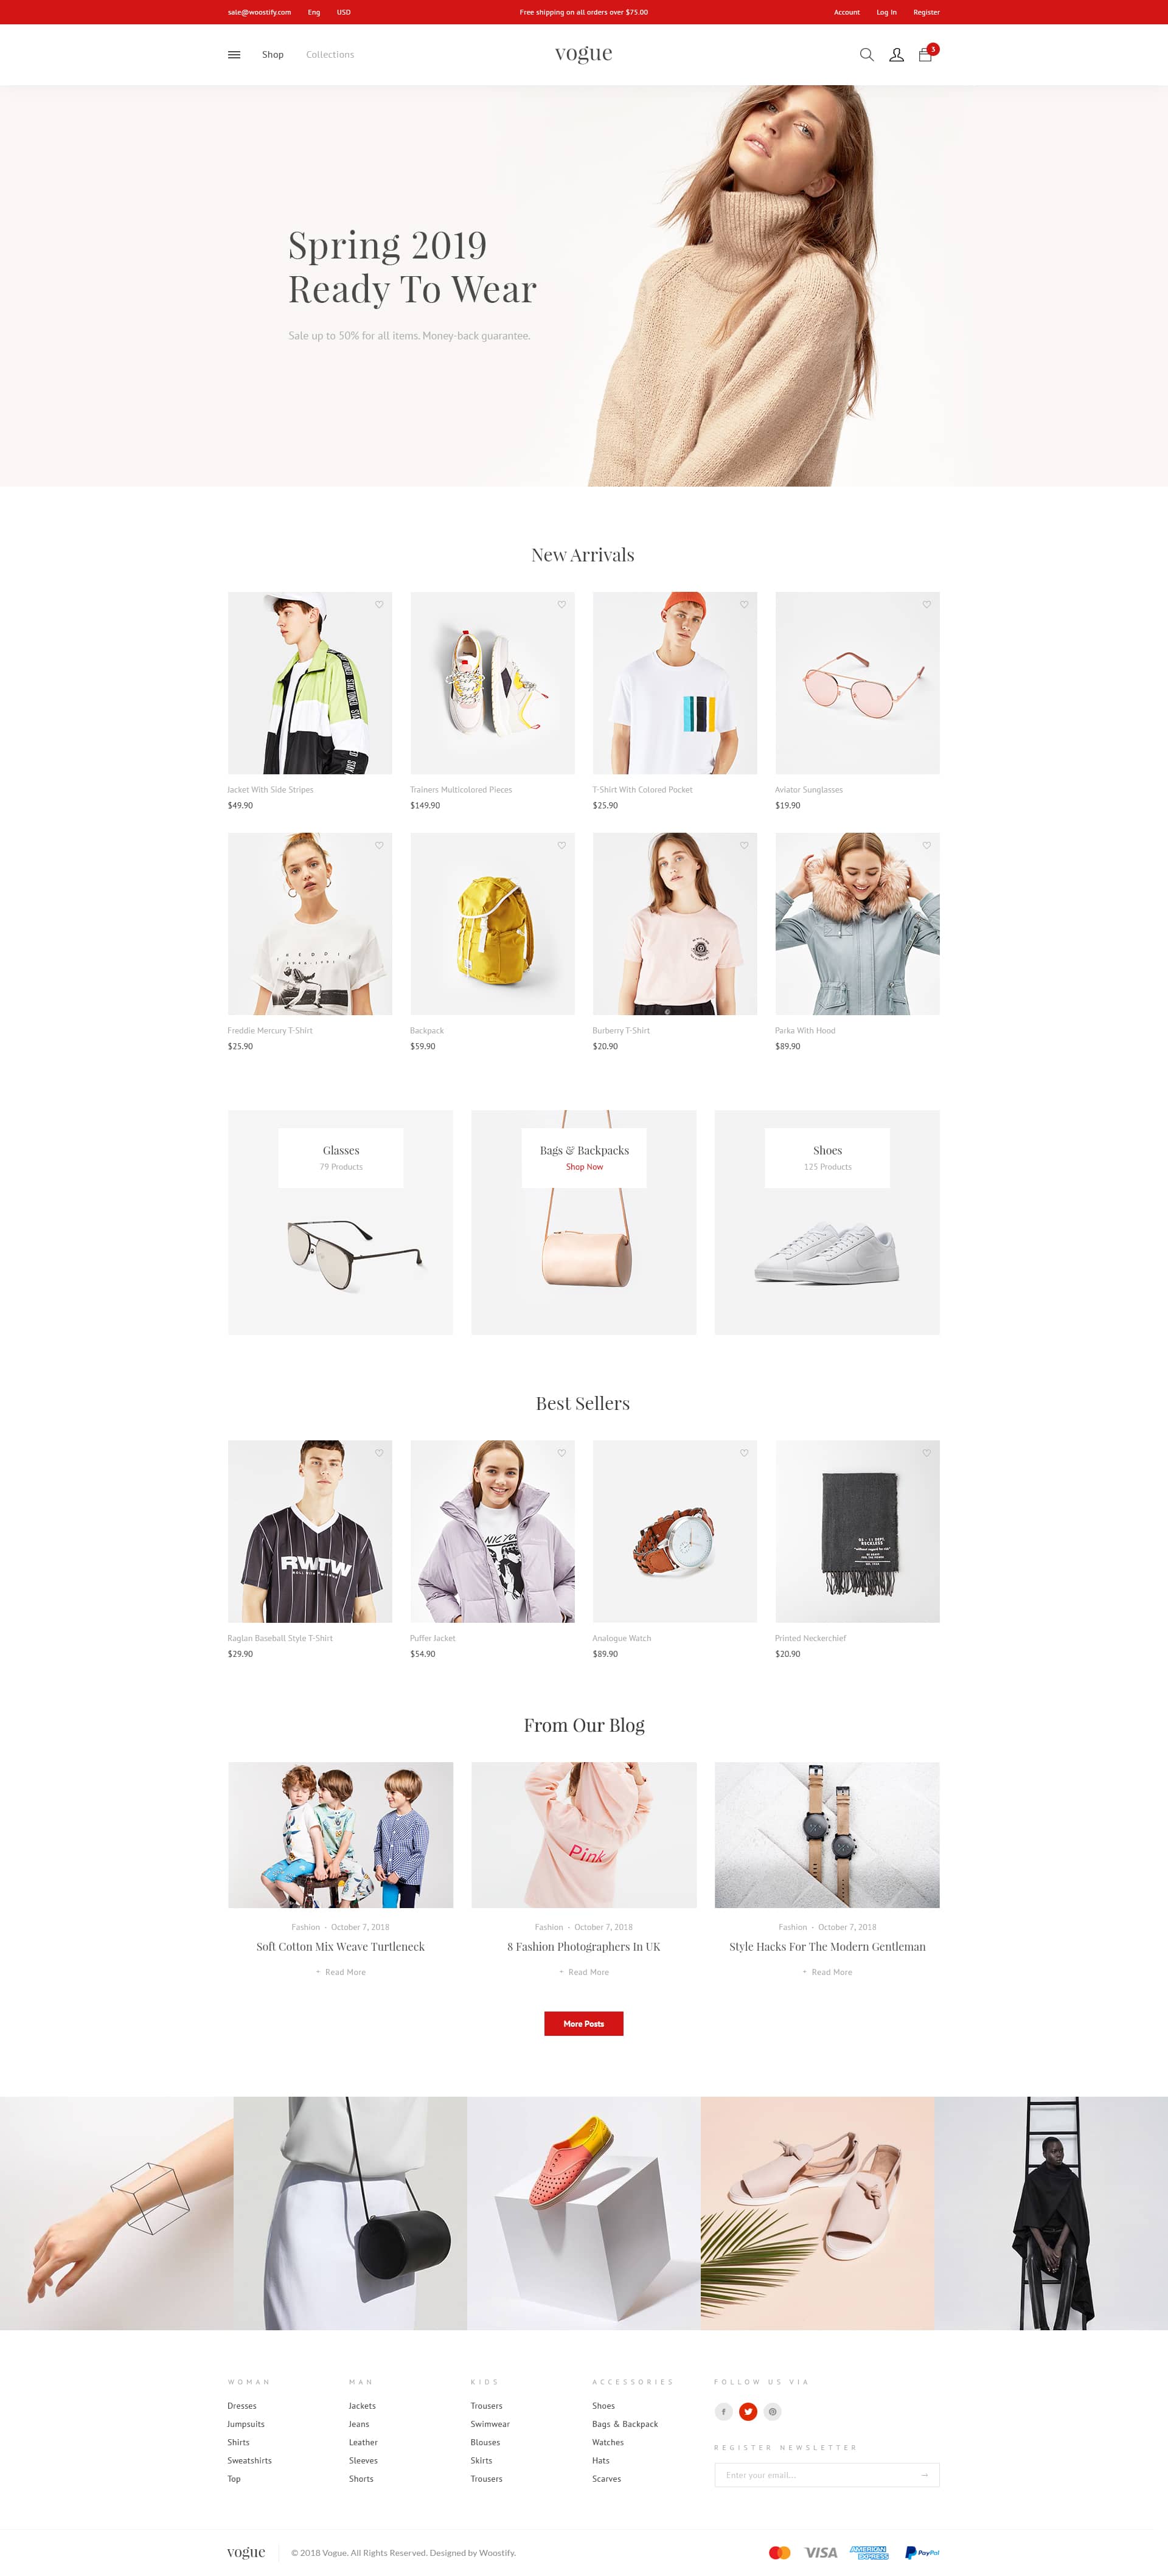 sale@woostify.com Eng USD Free shipping on all orders over $75.00 Account Log In Register
Shop Collections vogue 3
Spring 2019
Ready To Wear
Sale up to 50% for all items. Money-back guarantee.
New Arrivals
Jacket With Side Stripes
$49.90
Trainers Multicolored Pieces
$149.90
T-Shirt With Colored Pocket
$25.90
Aviator Sunglasses
$19.90
FREDDIE
Freddie Mercury T-Shirt
$25.90
Backpack
$59.90
Burberry T-Shirt
$20.90
Parka With Hood
$89.90
Glasses
79 Products
Bags & Backpacks
Shop Now
Shoes
125 Products
Best Sellers
RWTW
Raglan Baseball Style T-Shirt
$29.90
Puffer Jacket
$54.90
Analogue Watch
$89.90
RECKLESS
Printed Neckerchief
$20.90
From Our Blog
Pink
Fashion - October 7, 2018
Soft Cotton Mix Weave Turtleneck
Read More
Fashion - October 7, 2018
8 Fashion Photographers In UK
Read More
Fashion - October 7, 2018
Style Hacks For The Modern Gentleman
Read More
More Posts
WOMAN
Dresses
Jumpsuits
Shirts
Sweatshirts
Top
MAN
Jackets
Jeans
Leather
Sleeves
Shorts
KIDS
Trousers
Swimwear
Blouses
Skirts
Trousers
ACCESSORIES
Shoes
Bags & Backpack
Watches
Hats
Scarves
FOLLOW US VIA
REGISTER NEWSLETTER
Enter your email...
vogue © 2018 Vogue. All Rights Reserved. Designed by Woostify.
VISA
AMERICAN EXPRESS
PayPal